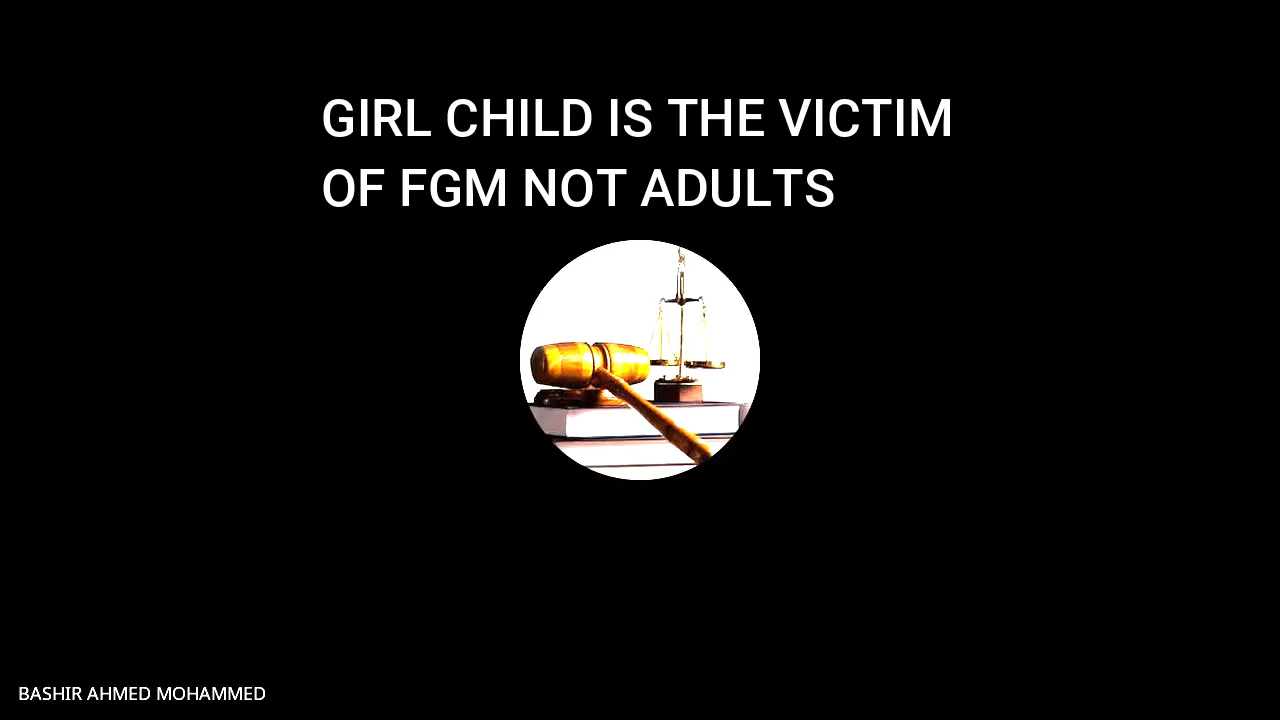 GIRL CHILD IS THE VICTIM
OF FGM NOT ADULTS
BASHIR AHMED MOHAMMED